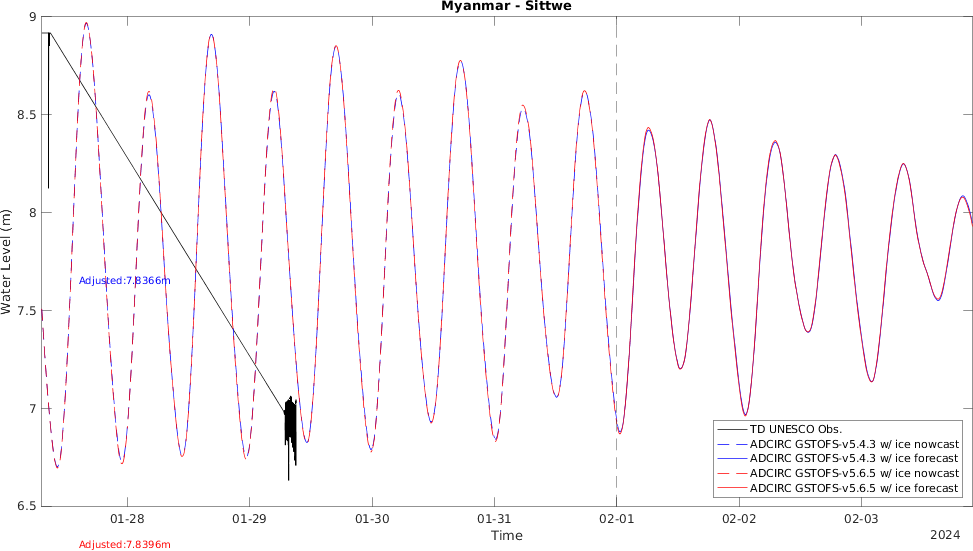 Myanmar - Sittwe
9
8.5
8
7.5
7
6.5
Water Level (m)
Adjusted:7.8366m
TD UNESCO Obs.
ADCIRC GSTOFS-v5.4.3 w/ ice nowcast
ADCIRC GSTOFS-v5.4.3 w/ ice forecast
ADCIRC GSTOFS-v5.6.5 w/ ice nowcast
ADCIRC GSTOFS-v5.6.5 w/ ice forecast
01-28 01-29 01-30 01-31 02-01 02-02 02-03
Time
2024
Adjusted:7.8396m